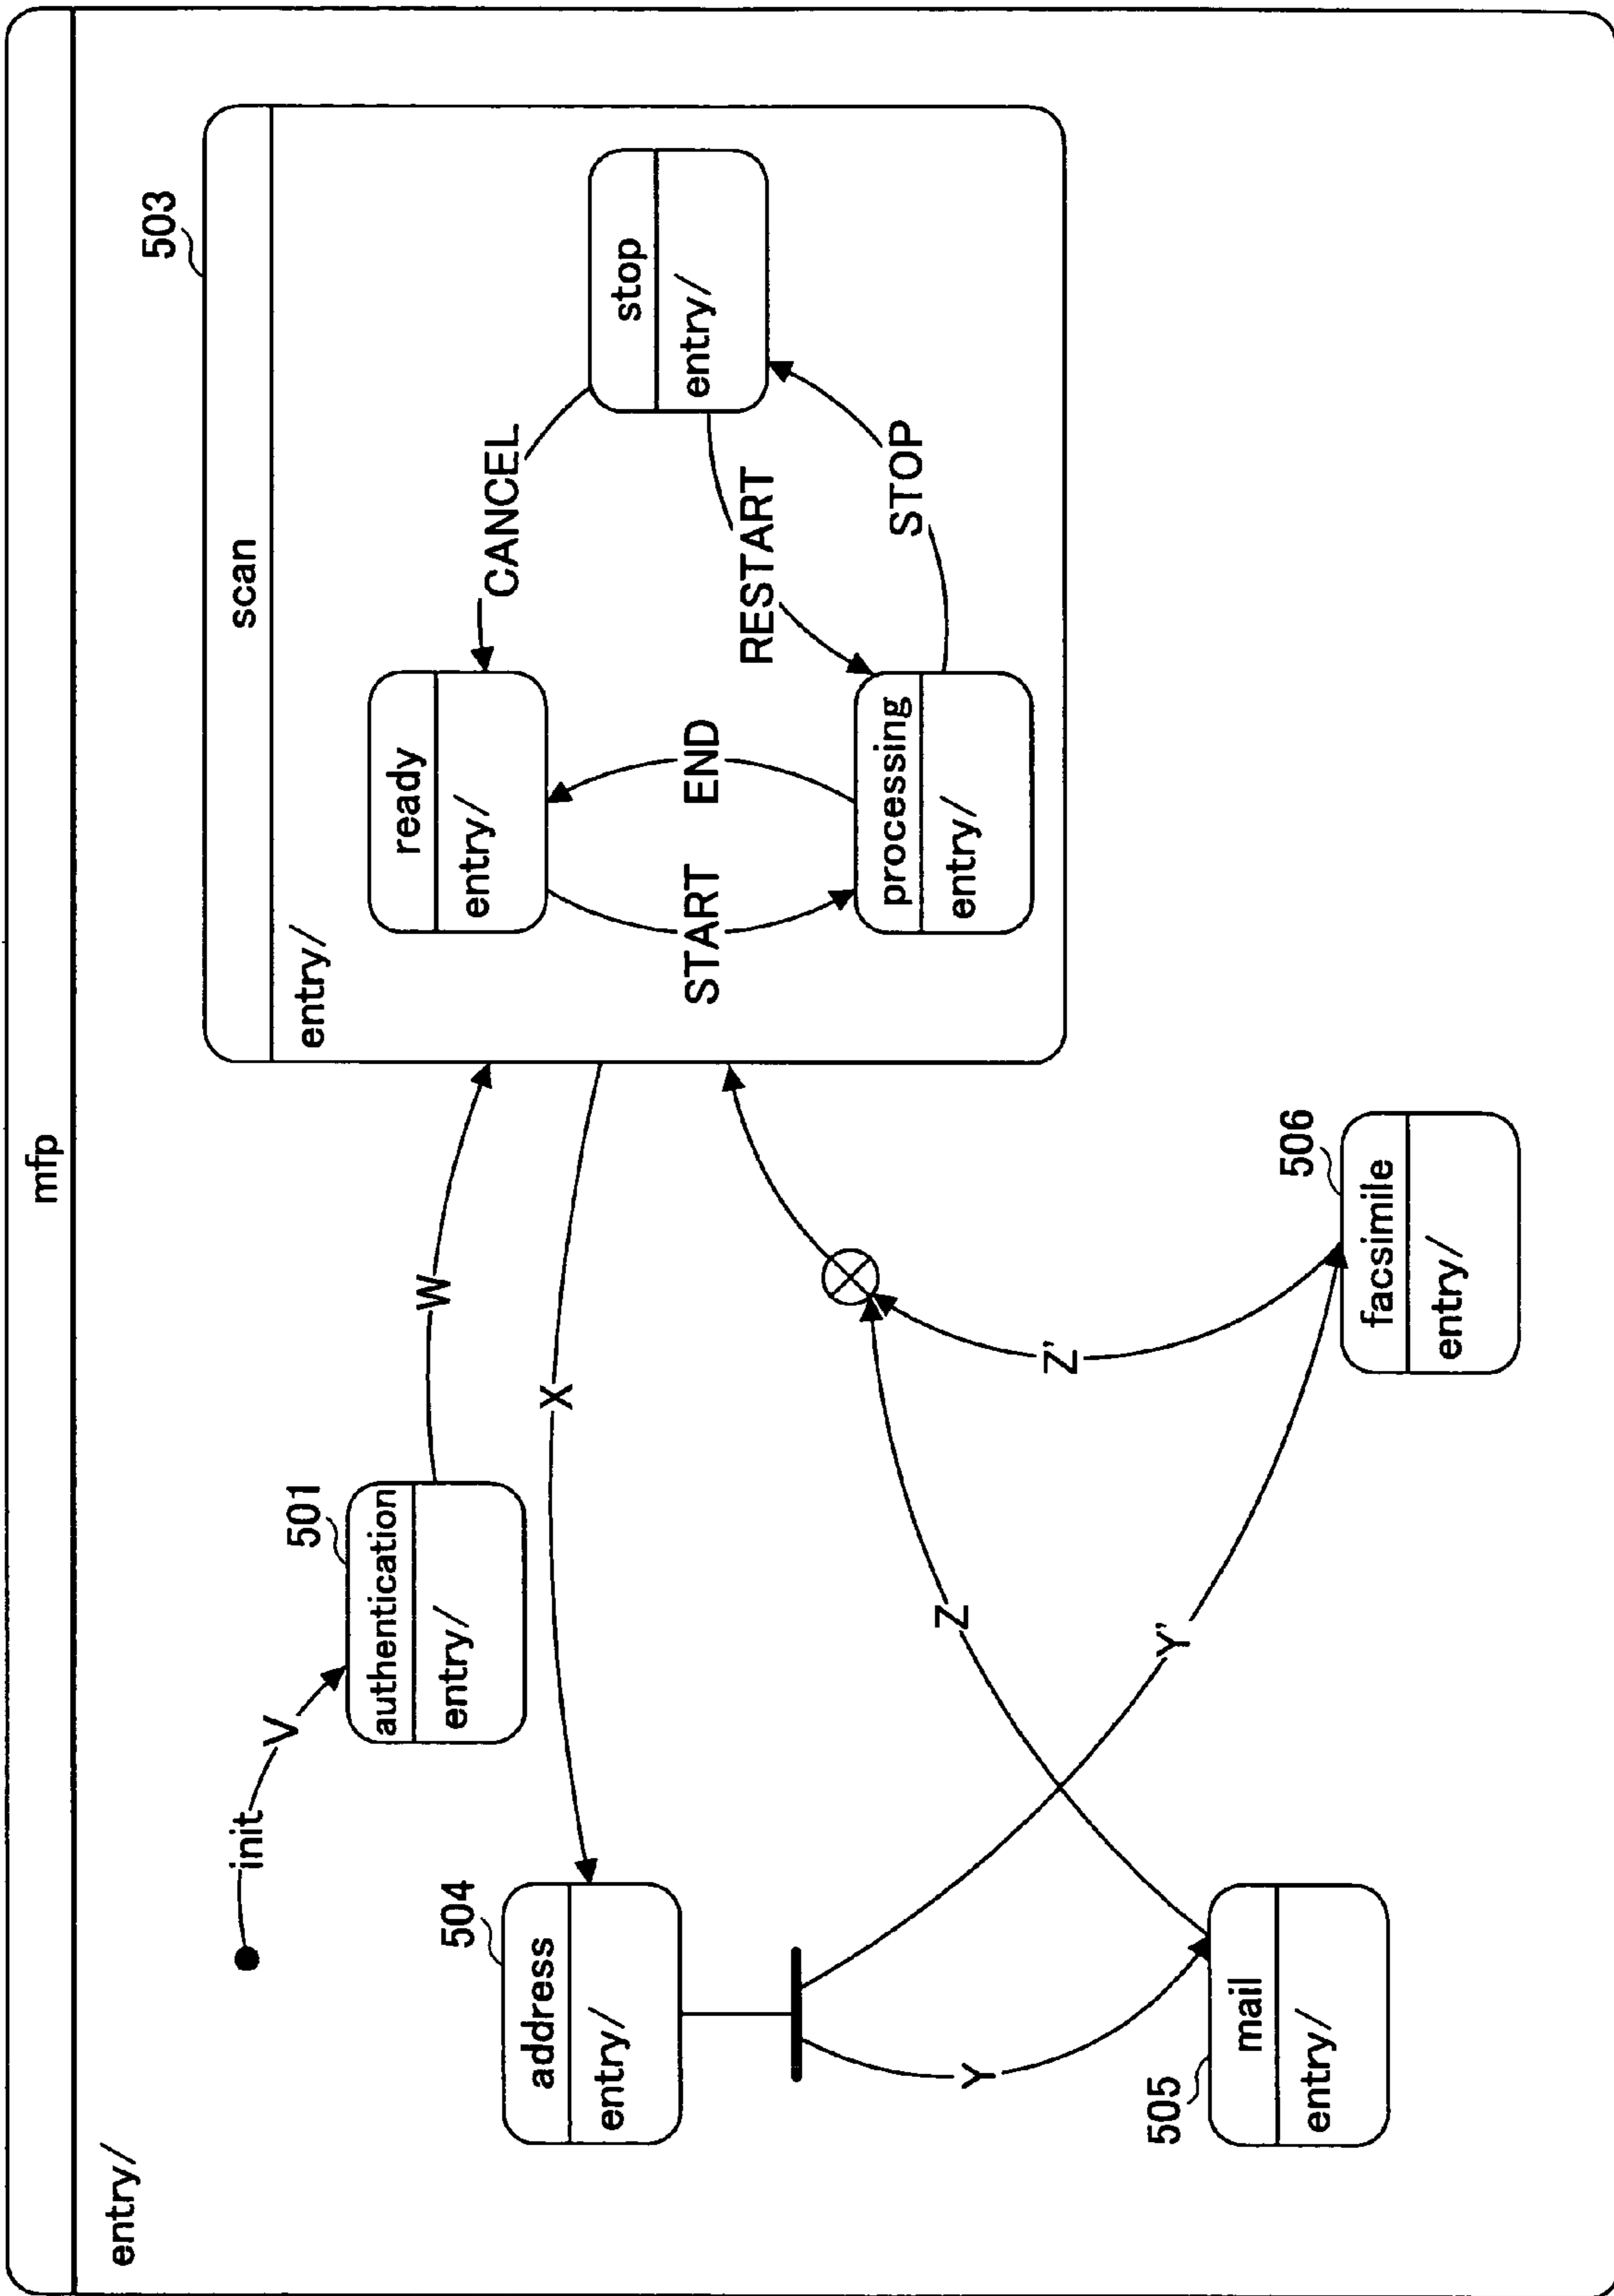 mfp
entry/
init
V
501
authentication
entry/
W
X
503
scan
entry/
ready
entry/
CANCEL
stop
entry/
START
END
RESTART
STOP
processing
entry/
504
address
entry/
Y
Y'
Z
Z'
505
mail
entry/
506
facsimile
entry/